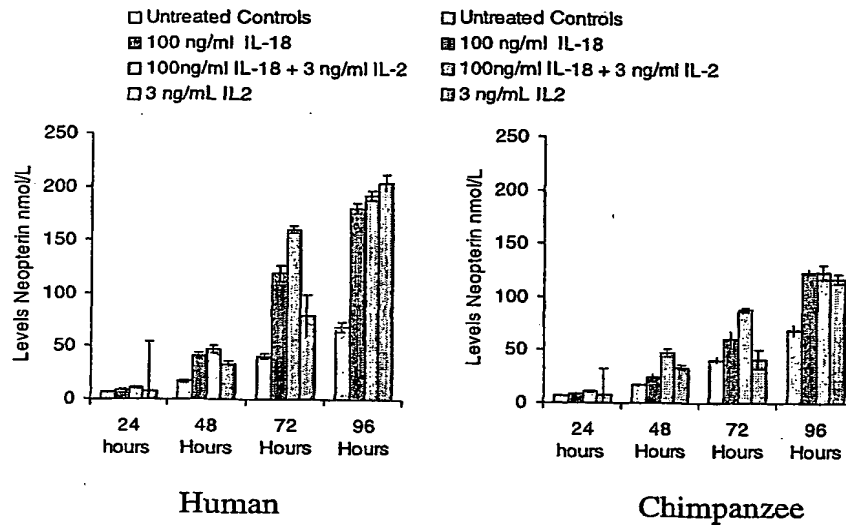 Untreated Controls
100 ng/ml IL-18
100ng/ml IL-18 + 3 ng/ml IL-2
3 ng/mL IL2
Levels Neopterin nmol/L
250
200
150
100
50
0
24 hours
48 Hours
72 Hours
96 Hours
Human
Untreated Controls
100 ng/ml IL-18
100ng/ml IL-18 + 3 ng/ml IL-2
3 ng/mL IL2
Levels Neopterin nmol/L
250
200
150
100
50
0
24 hours
48 Hours
72 Hours
96 Hours
Chimpanzee